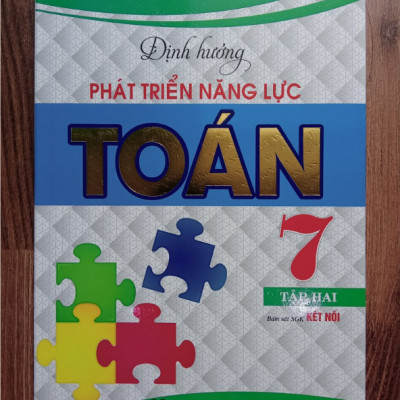 Định hướng
PHÁT TRIỂN NĂNG LỰC
TOÁN
7
TẬP HAI
Bám sát SGK KẾT NỐI